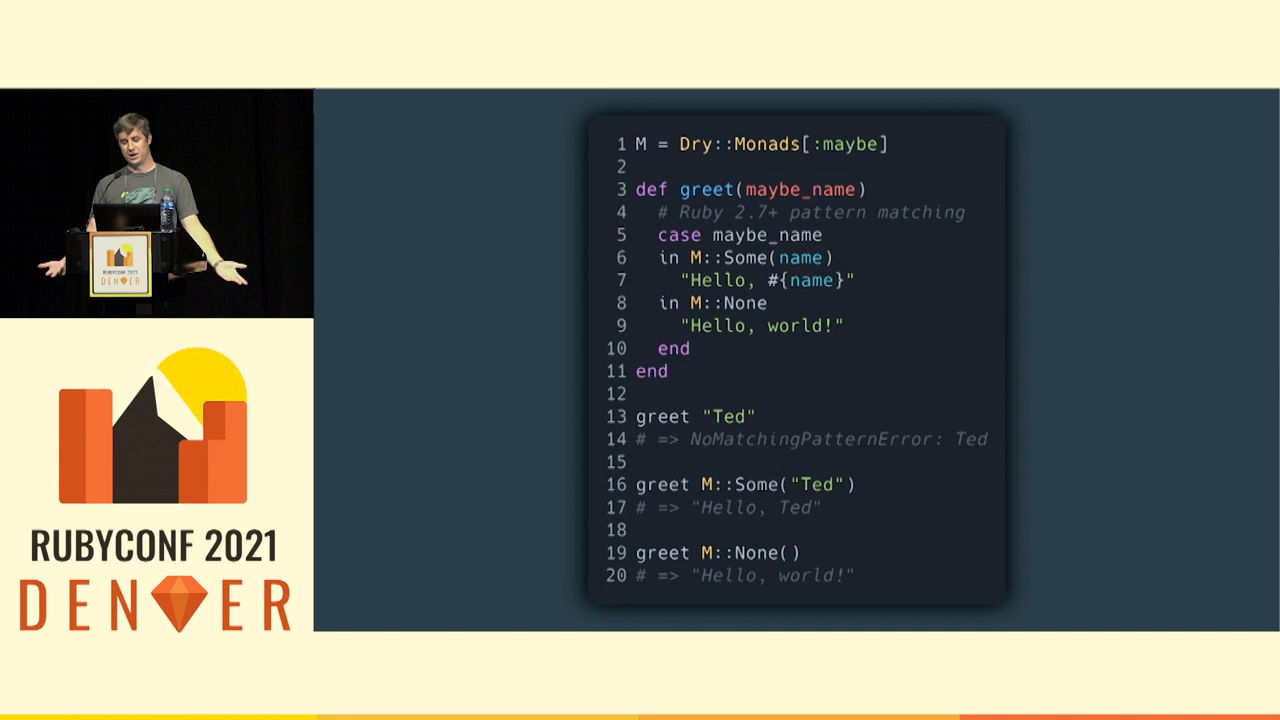 RUBYCONF 2021
DENVER
RUBYCONF 2021
DENVER
1 M = Dry::Monads[:maybe]
2
3 def greet(maybe_name)
4   # Ruby 2.7+ pattern matching
5   case maybe_name
6   in M::Some(name)
7     "Hello, #{name}"
8   in M::None
9     "Hello, world!"
10   end
11 end
12
13 greet "Ted"
14 # => NoMatchingPatternError: Ted
15
16 greet M::Some("Ted")
17 # => "Hello, Ted"
18
19 greet M::None()
20 # => "Hello, world!"